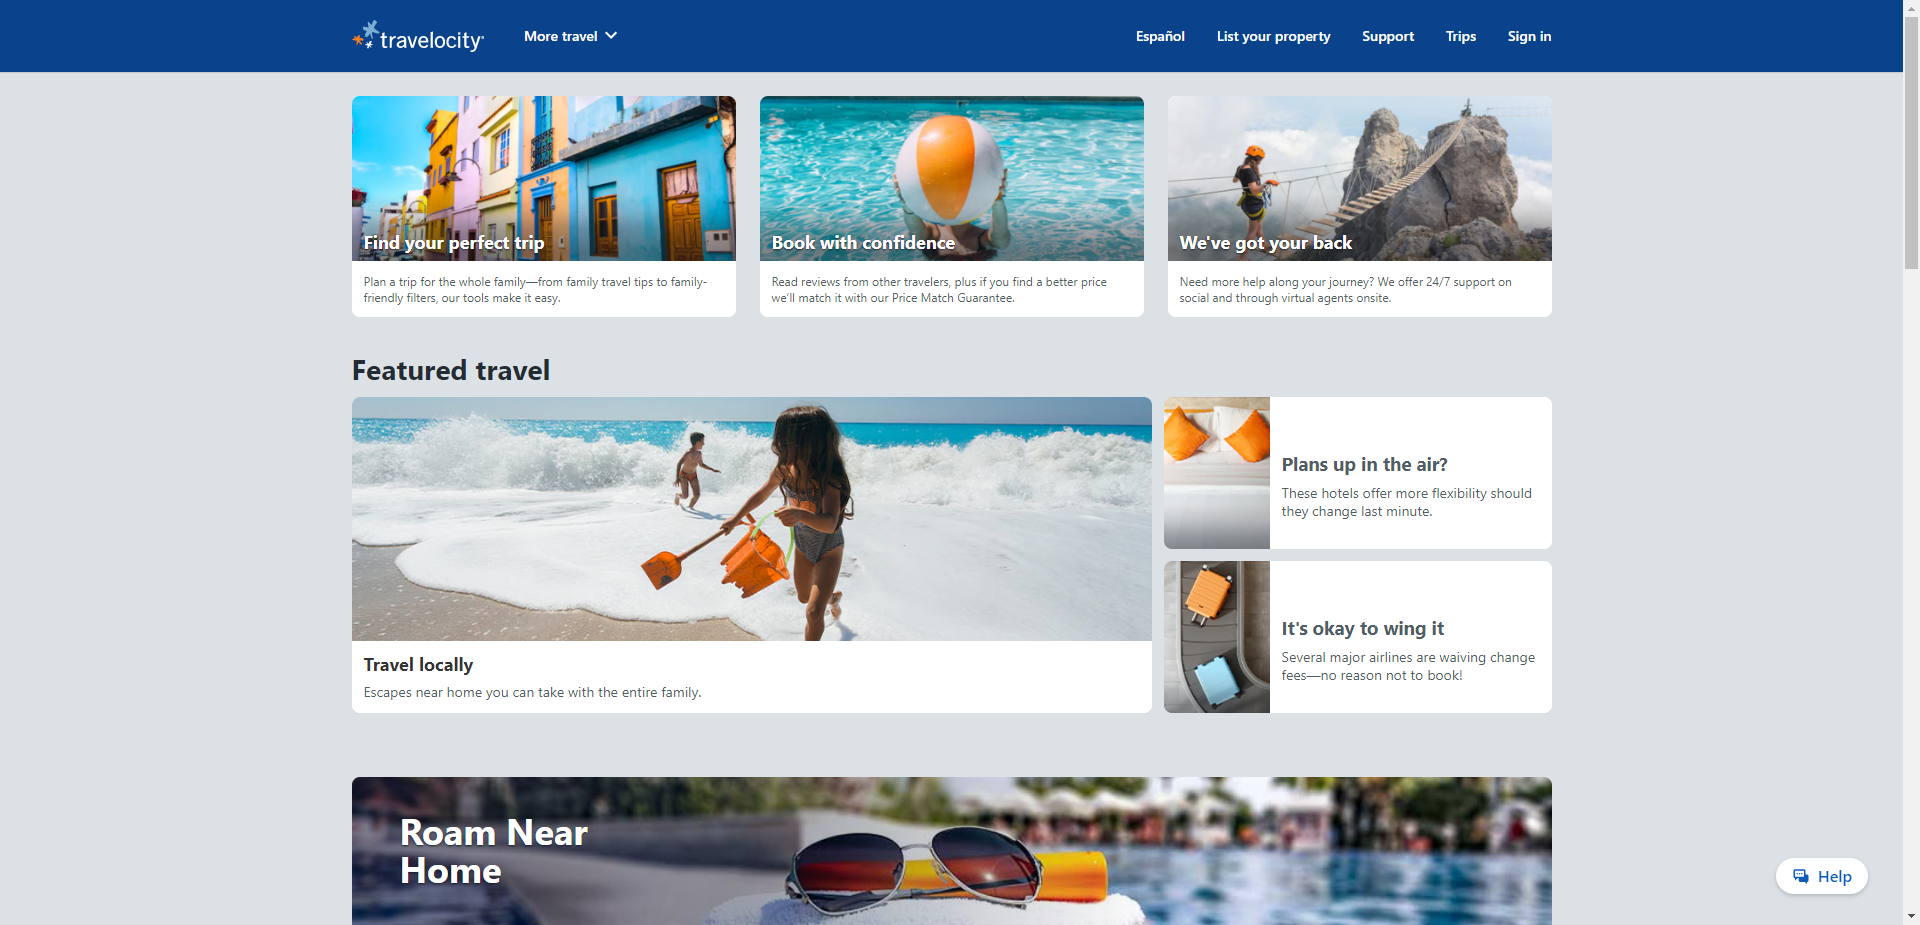 travelocity
More travel
Español
List your property
Support
Trips
Sign in
Find your perfect trip
Plan a trip for the whole family—from family travel tips to family-
friendly filters, our tools make it easy.
Book with confidence
Read reviews from other travelers, plus if you find a better price
we'll match it with our Price Match Guarantee.
We've got your back
Need more help along your journey? We offer 24/7 support on
social and through virtual agents onsite.
Featured travel
Travel locally
Escapes near home you can take with the entire family.
Plans up in the air?
These hotels offer more flexibility should
they change last minute.
It's okay to wing it
Several major airlines are waiving change
fees—no reason not to book!
Roam Near
Home
Help